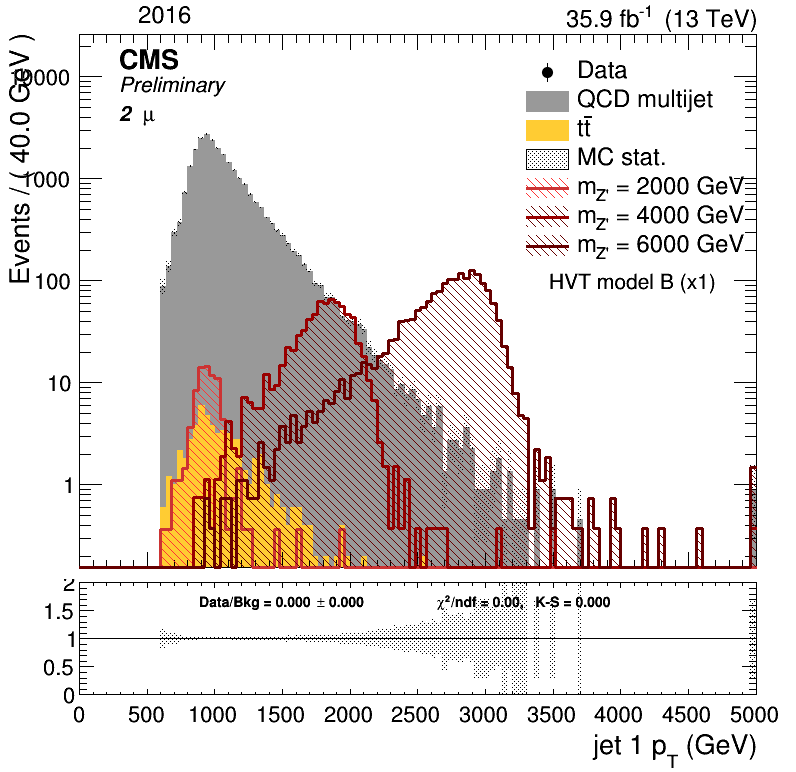 2016 35.9 fb⁻¹ (13 TeV)
Events / ( 40.0 GeV )
10000
1000
100
10
1
CMS
Preliminary
2 μ
Data
QCD multijet
tt̄
MC stat.
m_Z' = 2000 GeV
m_Z' = 4000 GeV
m_Z' = 6000 GeV
HVT model B (x1)
2
1.5
1
0.5
0
Data/Bkg = 0.000 ± 0.000 χ²/ndf = 0.00, K-S = 0.000
0 500 1000 1500 2000 2500 3000 3500 4000 4500 5000
jet 1 p_T (GeV)